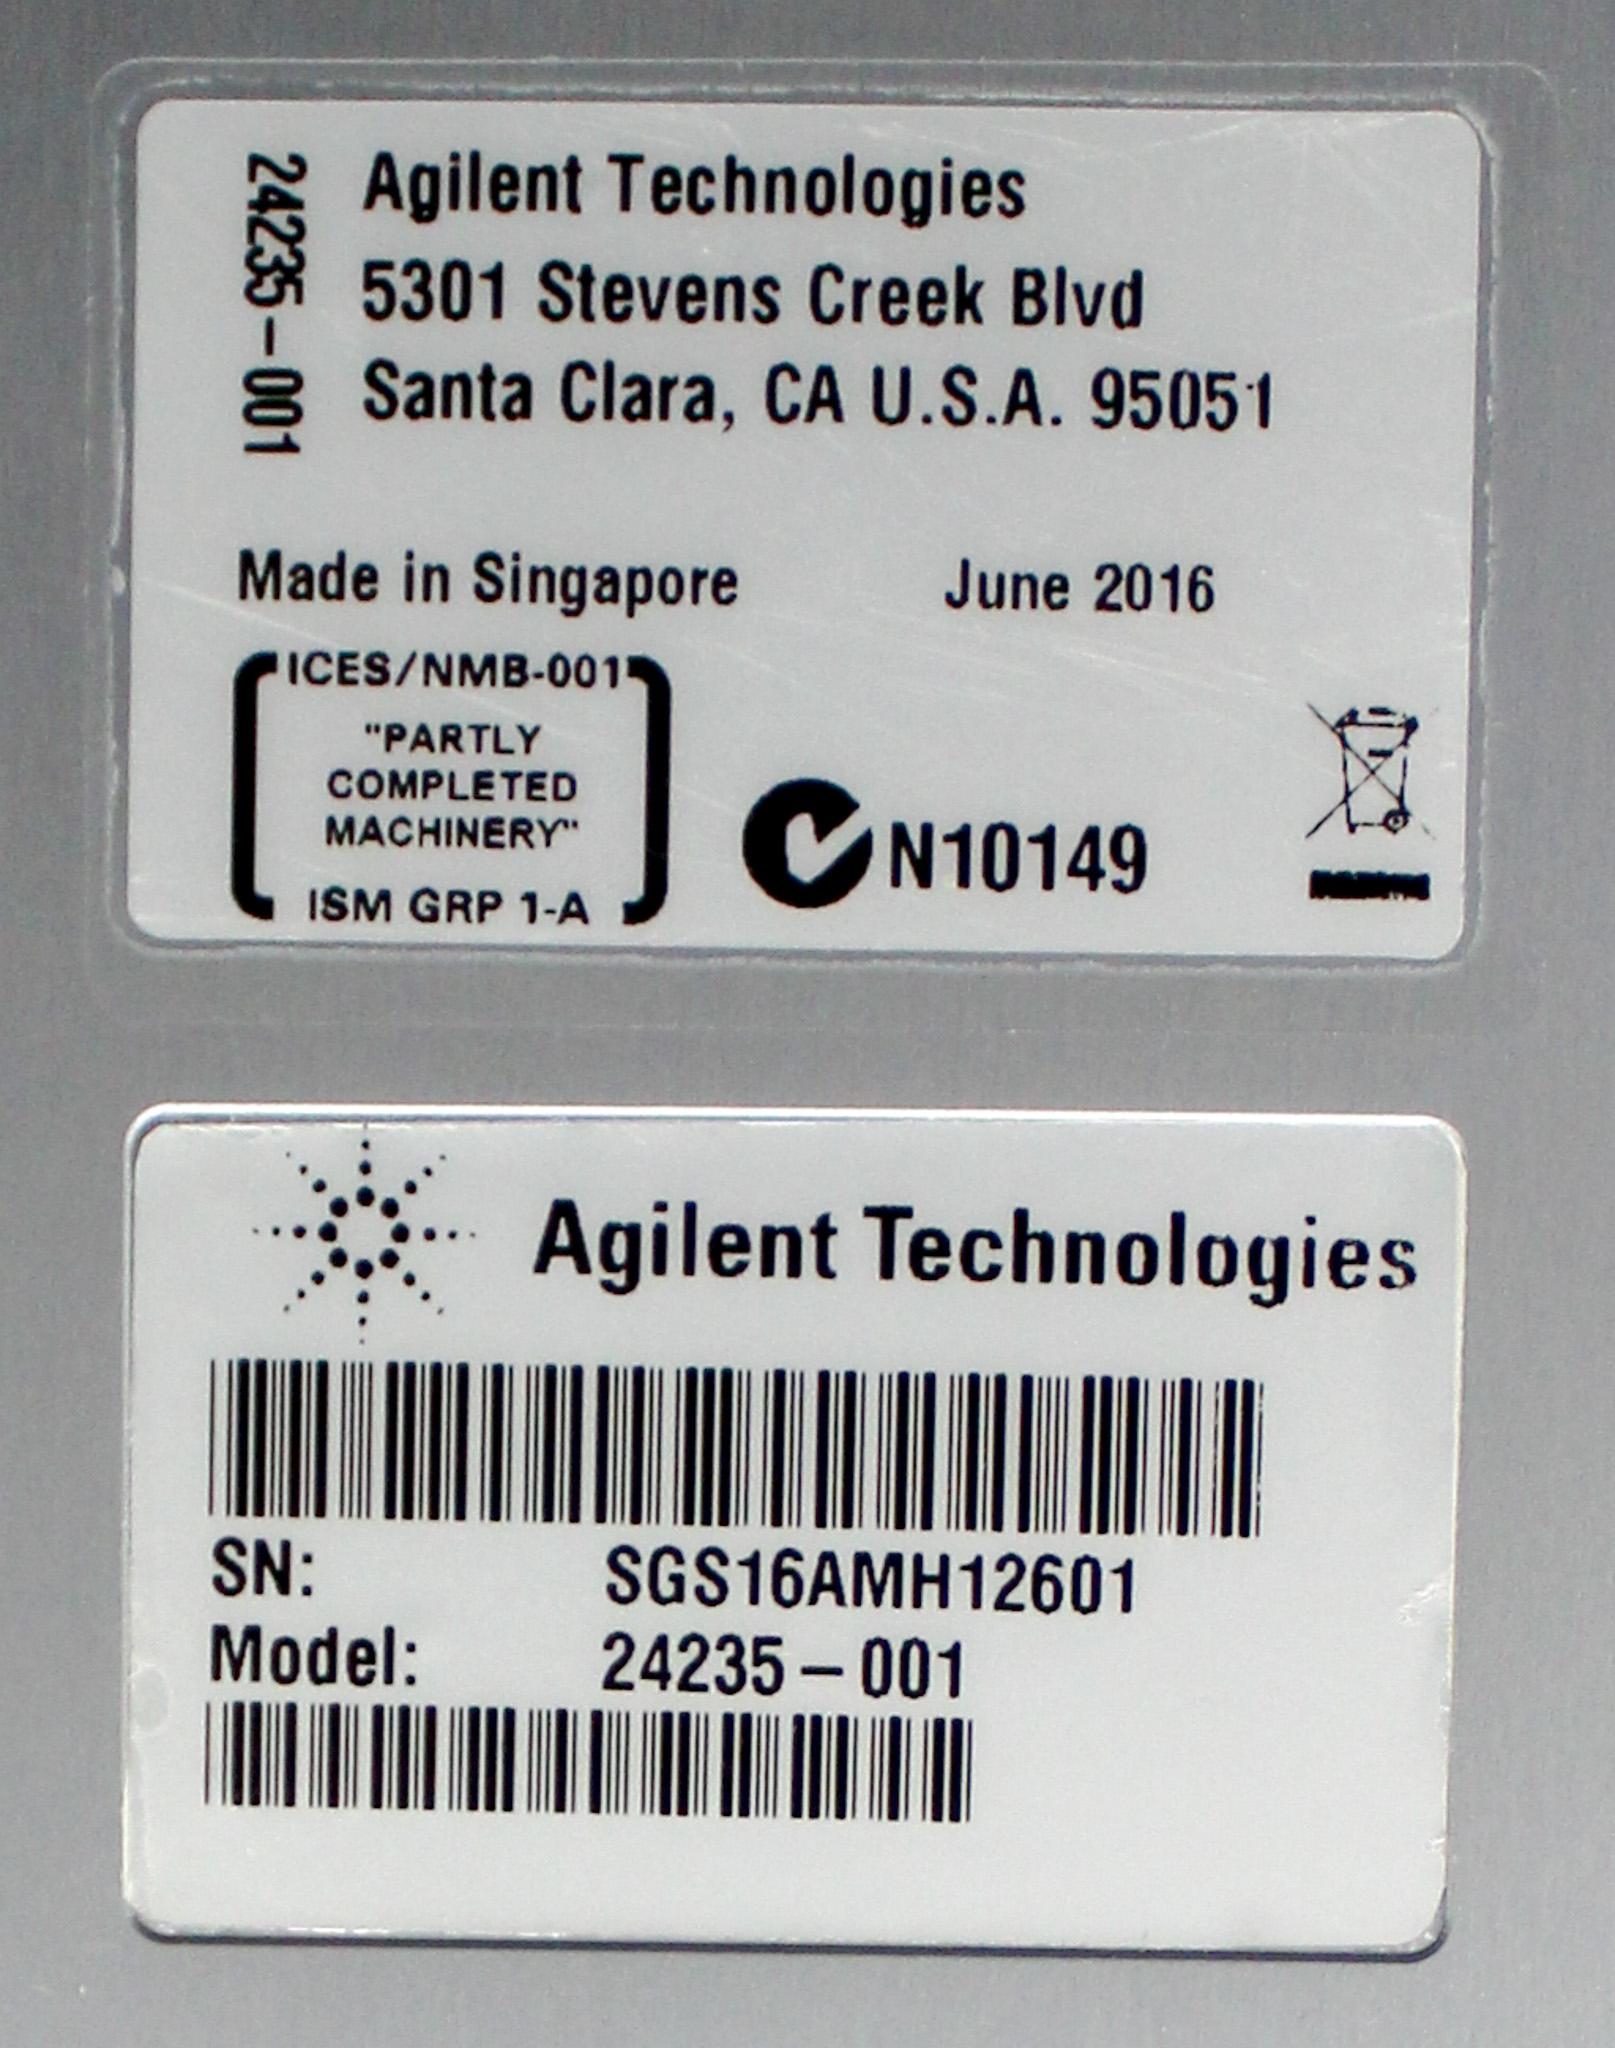 24235-001
Agilent Technologies
5301 Stevens Creek Blvd
Santa Clara, CA U.S.A. 95051
Made in Singapore June 2016
ICES/NMB-001
"PARTLY
COMPLETED
MACHINERY"
ISM GRP 1-A
N10149
Agilent Technologies
SN: SGS16AMH12601
Model: 24235-001